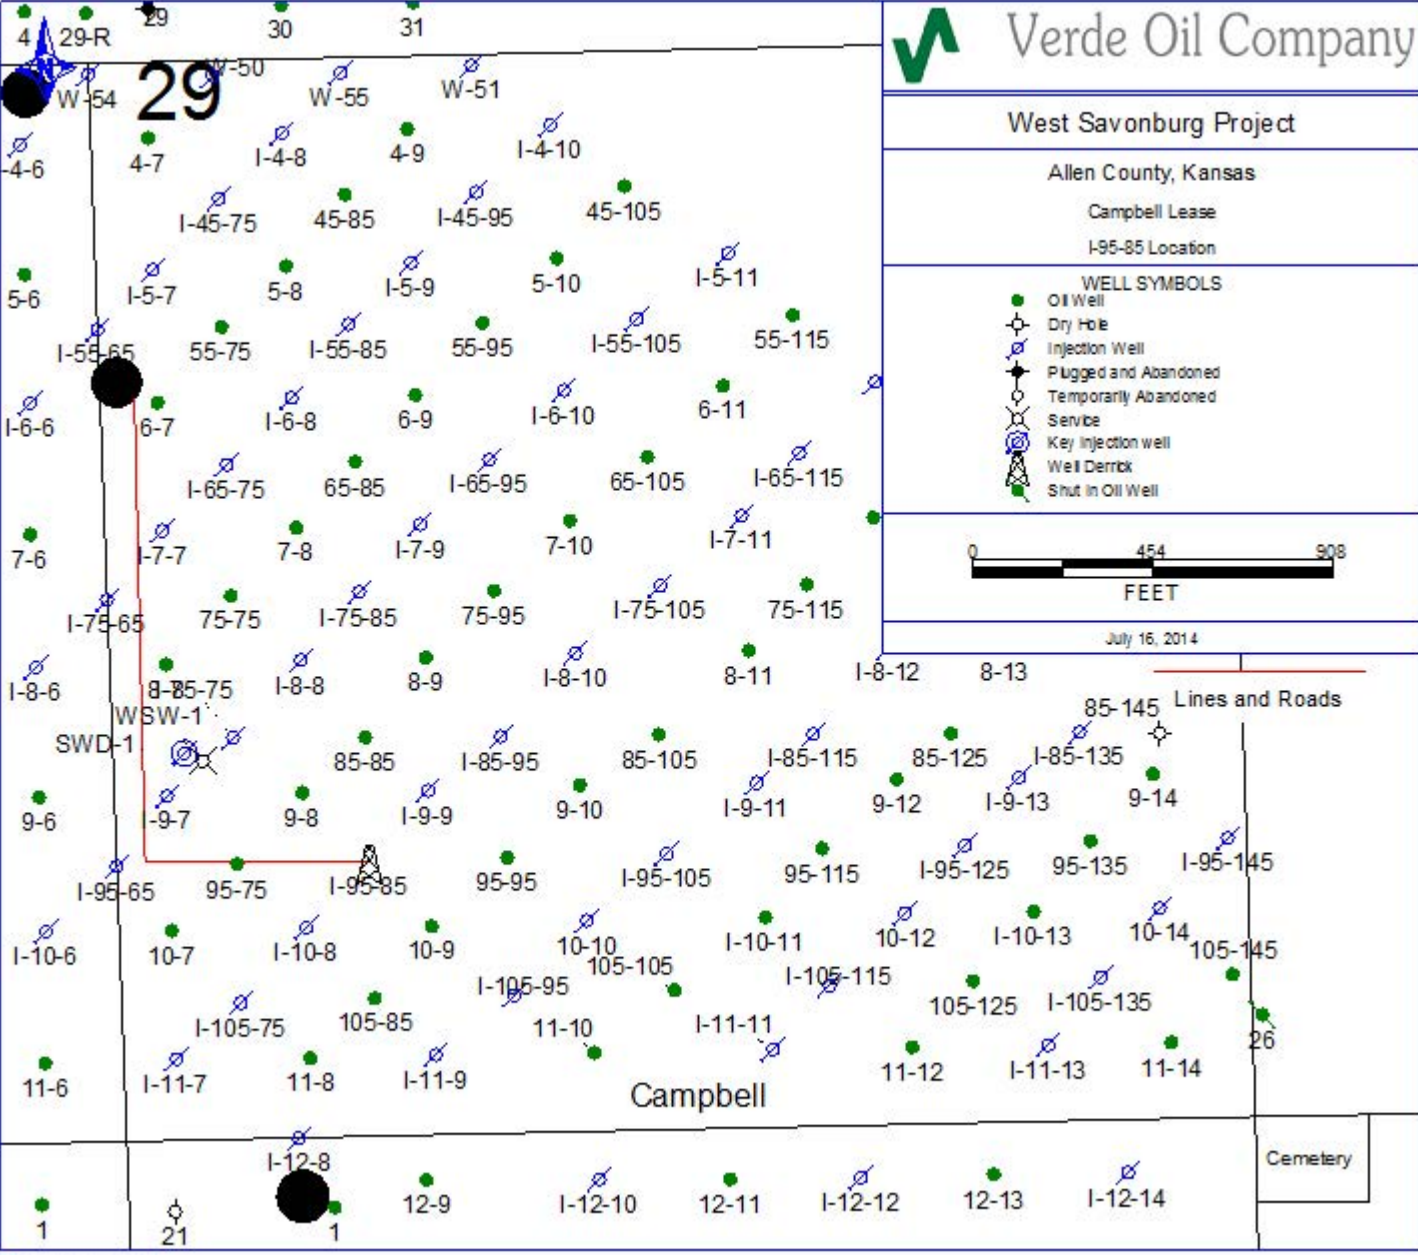 4
29-R
29
30
31
Verde Oil Company
W-54
29
W-50
W-55
W-51
West Savonburg Project
-4-6
4-7
I-4-8
4-9
I-4-10
Allen County, Kansas
Campbell Lease
I-95-85 Location
I-45-75
45-85
I-45-95
45-105
5-6
I-5-7
5-8
I-5-9
5-10
I-5-11
WELL SYMBOLS
Oil Well
Dry Hole
Injection Well
Plugged and Abandoned
Temporarily Abandoned
Service
Key Injection well
Well Derrick
Shut In Oil Well
I-55-65
55-75
I-55-85
55-95
I-55-105
55-115
I-6-6
6-7
I-6-8
6-9
I-6-10
6-11
I-65-75
65-85
I-65-95
65-105
I-65-115
7-6
I-7-7
7-8
I-7-9
7-10
I-7-11
0 454 908
FEET
I-75-65
75-75
I-75-85
75-95
I-75-105
75-115
July 16, 2014
I-8-6
I-8-8
8-9
I-8-10
8-11
I-8-12
8-13
Lines and Roads
WSW-1
SWD-1
85-85
I-85-95
85-105
I-85-115
85-125
I-85-135
85-145
9-6
I-9-7
9-8
I-9-9
9-10
I-9-11
9-12
I-9-13
9-14
I-95-65
95-75
I-95-85
95-95
I-95-105
95-115
I-95-125
95-135
I-95-145
I-10-6
10-7
I-10-8
10-9
10-10
I-10-11
10-12
I-10-13
10-14
105-145
I-105-75
105-85
I-105-95
105-105
I-105-115
105-125
I-105-135
26
11-6
I-11-7
11-8
I-11-9
11-10
I-11-11
11-12
I-11-13
11-14
Campbell
I-12-8
Cemetery
1
21
1
12-9
I-12-10
12-11
I-12-12
12-13
I-12-14